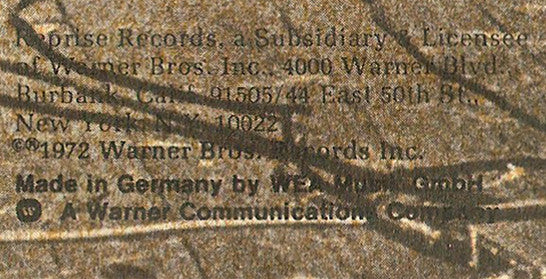 Reprise Records, a Subsidiary & Licensee
of Warner Bros. Inc., 4000 Warner Blvd.,
Burbank, Calif. 91505/44 East 50th St.,
New York, N.Y. 10022
©℗1972 Warner Bros. Records Inc.
Made in Germany by WEA Musik GmbH
W A Warner Communications Company